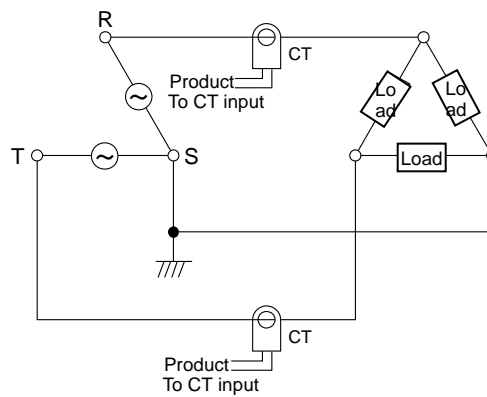 R
CT
Product
To CT input
Lo
ad
Lo
ad
T
S
Load
CT
Product
To CT input